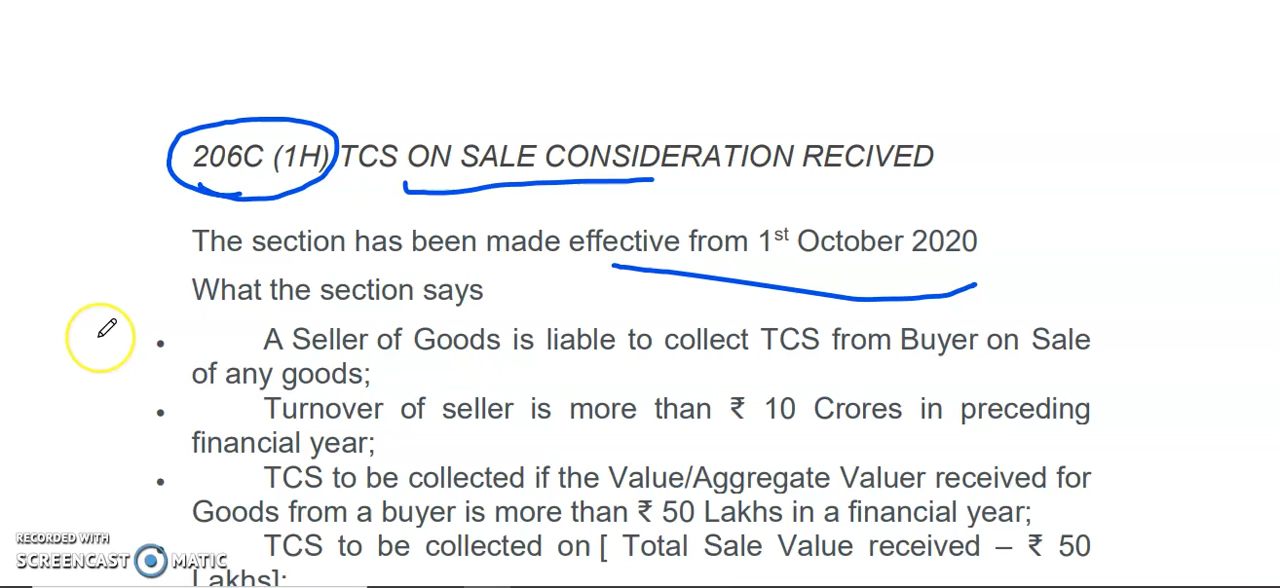 206C (1H) TCS ON SALE CONSIDERATION RECIVED
The section has been made effective from 1st October 2020
What the section says
• A Seller of Goods is liable to collect TCS from Buyer on Sale
of any goods;
• Turnover of seller is more than ₹ 10 Crores in preceding
financial year;
• TCS to be collected if the Value/Aggregate Valuer received for
Goods from a buyer is more than ₹ 50 Lakhs in a financial year;
TCS to be collected on [ Total Sale Value received – ₹ 50
Lakhs];
RECORDED WITH
SCREENCAST MATIC